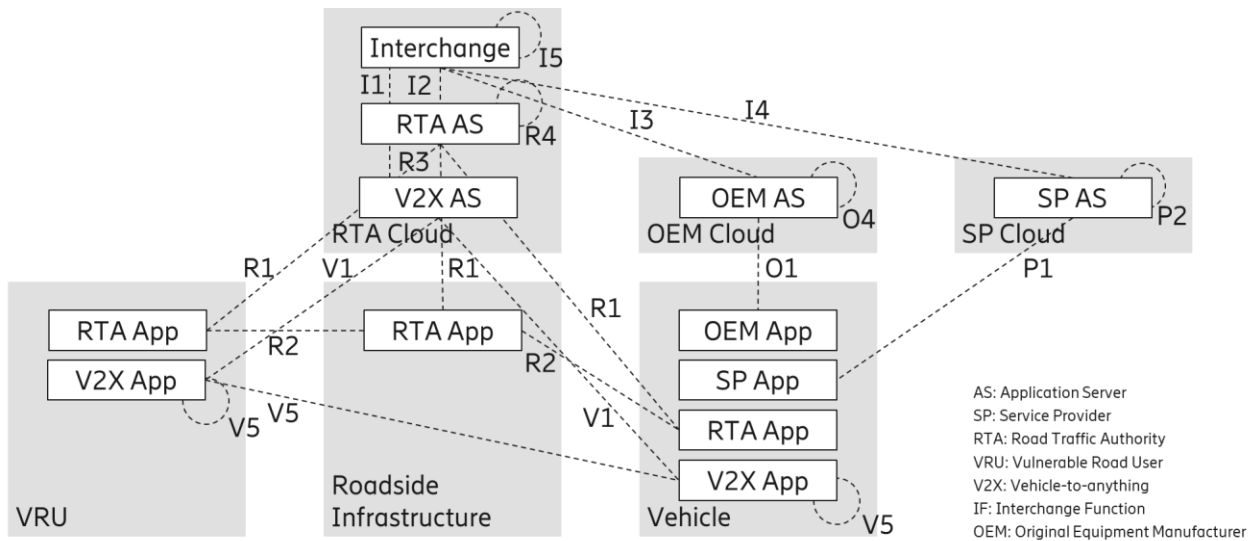 Interchange
I5
I1
I2
I3
I4
RTA AS
R4
R3
V2X AS
RTA Cloud
OEM AS
O4
OEM Cloud
SP AS
P2
SP Cloud
R1
V1
R1
R1
O1
P1
RTA App
R2
V2X App
V5
V5
VRU
RTA App
R2
V1
Roadside
Infrastructure
OEM App
SP App
RTA App
V2X App
V5
Vehicle
AS: Application Server
SP: Service Provider
RTA: Road Traffic Authority
VRU: Vulnerable Road User
V2X: Vehicle-to-anything
IF: Interchange Function
OEM: Original Equipment Manufacturer